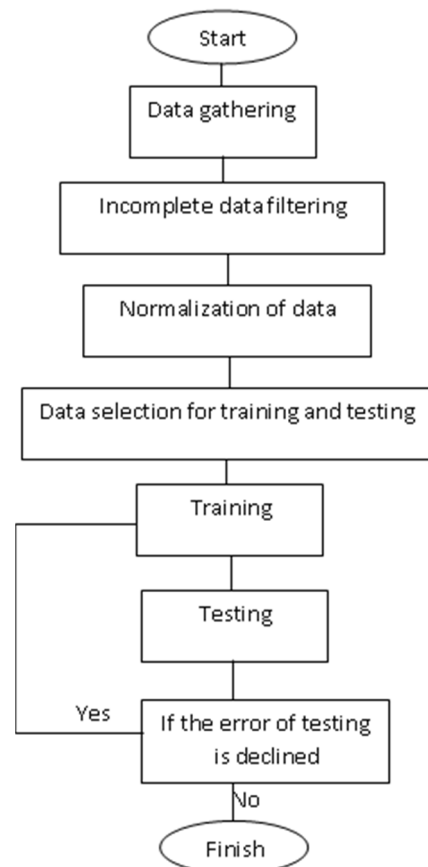 Start
Data gathering
Incomplete data filtering
Normalization of data
Data selection for training and testing
Training
Testing
Yes
If the error of testing
is declined
No
Finish